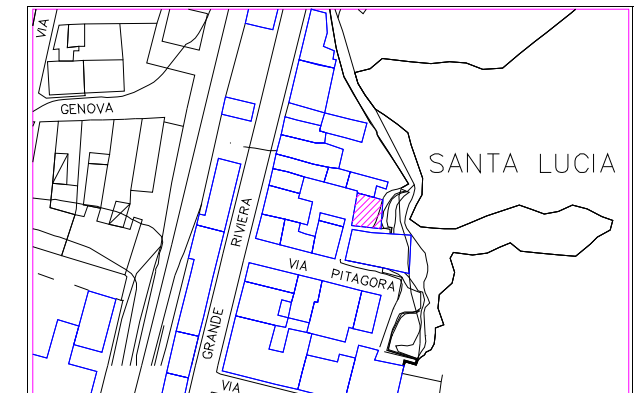 VIA
GENOVA
SANTA LUCIA
RIVIERA
VIA
PITAGORA
GRANDE
VIA